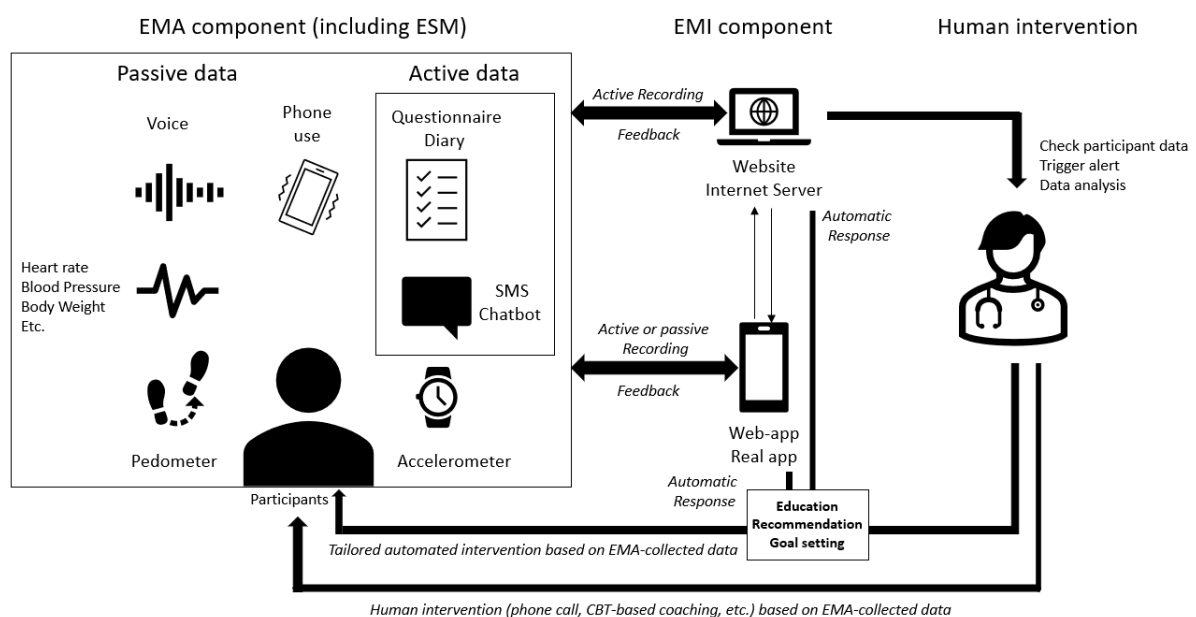 EMA component (including ESM)
EMI component
Human intervention
Passive data
Active data
Voice
Phone
use
Questionnaire
Diary
Heart rate
Blood Pressure
Body Weight
Etc.
SMS
Chatbot
Pedometer
Accelerometer
Participants
Active Recording
Feedback
Website
Internet Server
Automatic
Response
Active or passive
Recording
Feedback
Web-app
Real app
Automatic
Response
Check participant data
Trigger alert
Data analysis
Education
Recommendation
Goal setting
Tailored automated intervention based on EMA-collected data
Human intervention (phone call, CBT-based coaching, etc.) based on EMA-collected data